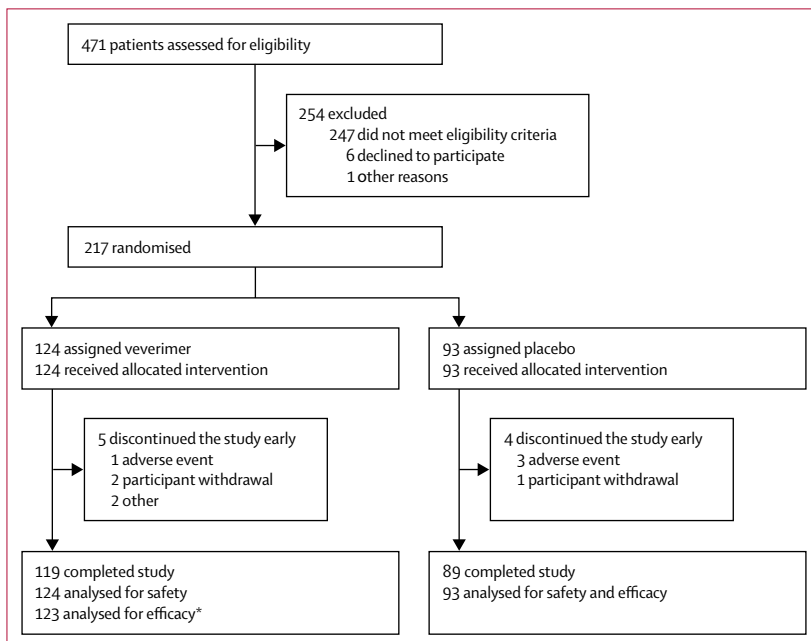 471 patients assessed for eligibility
254 excluded
247 did not meet eligibility criteria
6 declined to participate
1 other reasons
217 randomised
124 assigned veverimer
124 received allocated intervention
93 assigned placebo
93 received allocated intervention
5 discontinued the study early
1 adverse event
2 participant withdrawal
2 other
4 discontinued the study early
3 adverse event
1 participant withdrawal
119 completed study
124 analysed for safety
123 analysed for efficacy*
89 completed study
93 analysed for safety and efficacy